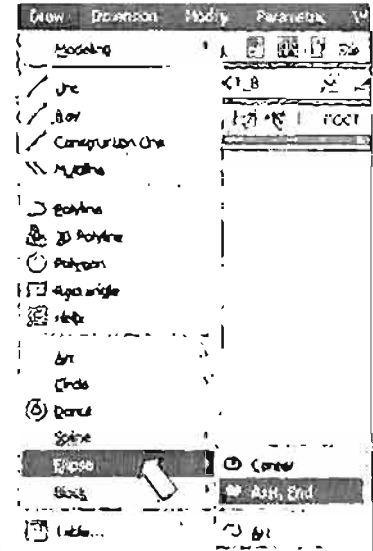 Draw Dimension Modify Parametric
Modeling
Line
Ray
Construction Line
Multiline
Polyline
3D Polyline
Polygon
Rectangle
Helix
Arc
Circle
Donut
Spline
Ellipse
Block
Table...
Center
Axis, End
Arc